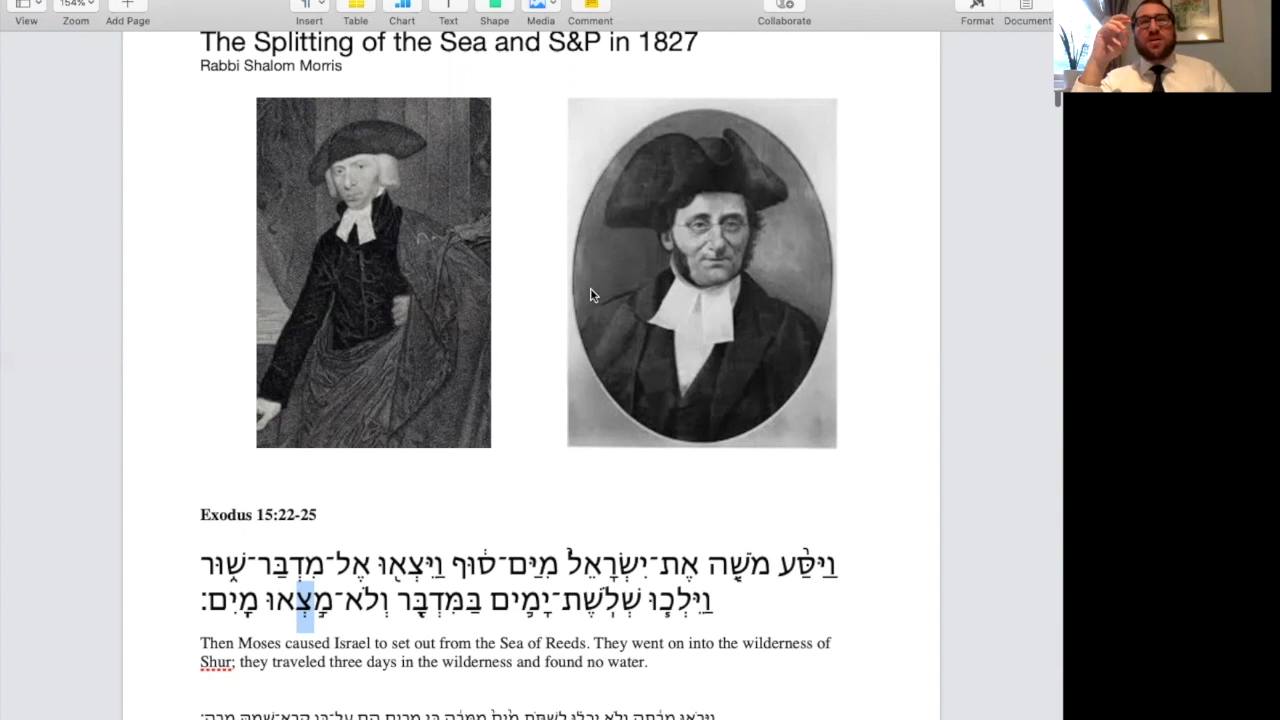 154%
View
Zoom
Add Page
Insert
Table
Chart
Text
Shape
Media
Comment
Collaborate
Format
Document
The Splitting of the Sea and S&P in 1827
Rabbi Shalom Morris
Exodus 15:22-25
וַיַּסַּ֨ע מֹשֶׁ֤ה אֶת־יִשְׂרָאֵל֙ מִיַּם־ס֔וּף וַיֵּצְא֖וּ אֶל־מִדְבַּר־שׁ֑וּר
וַיֵּלְכ֧וּ שְׁלֹֽשֶׁת־יָמִ֛ים בַּמִּדְבָּ֖ר וְלֹא־מָ֥צְאוּ מָֽיִם׃
Then Moses caused Israel to set out from the Sea of Reeds. They went on into the wilderness of
Shur; they traveled three days in the wilderness and found no water.